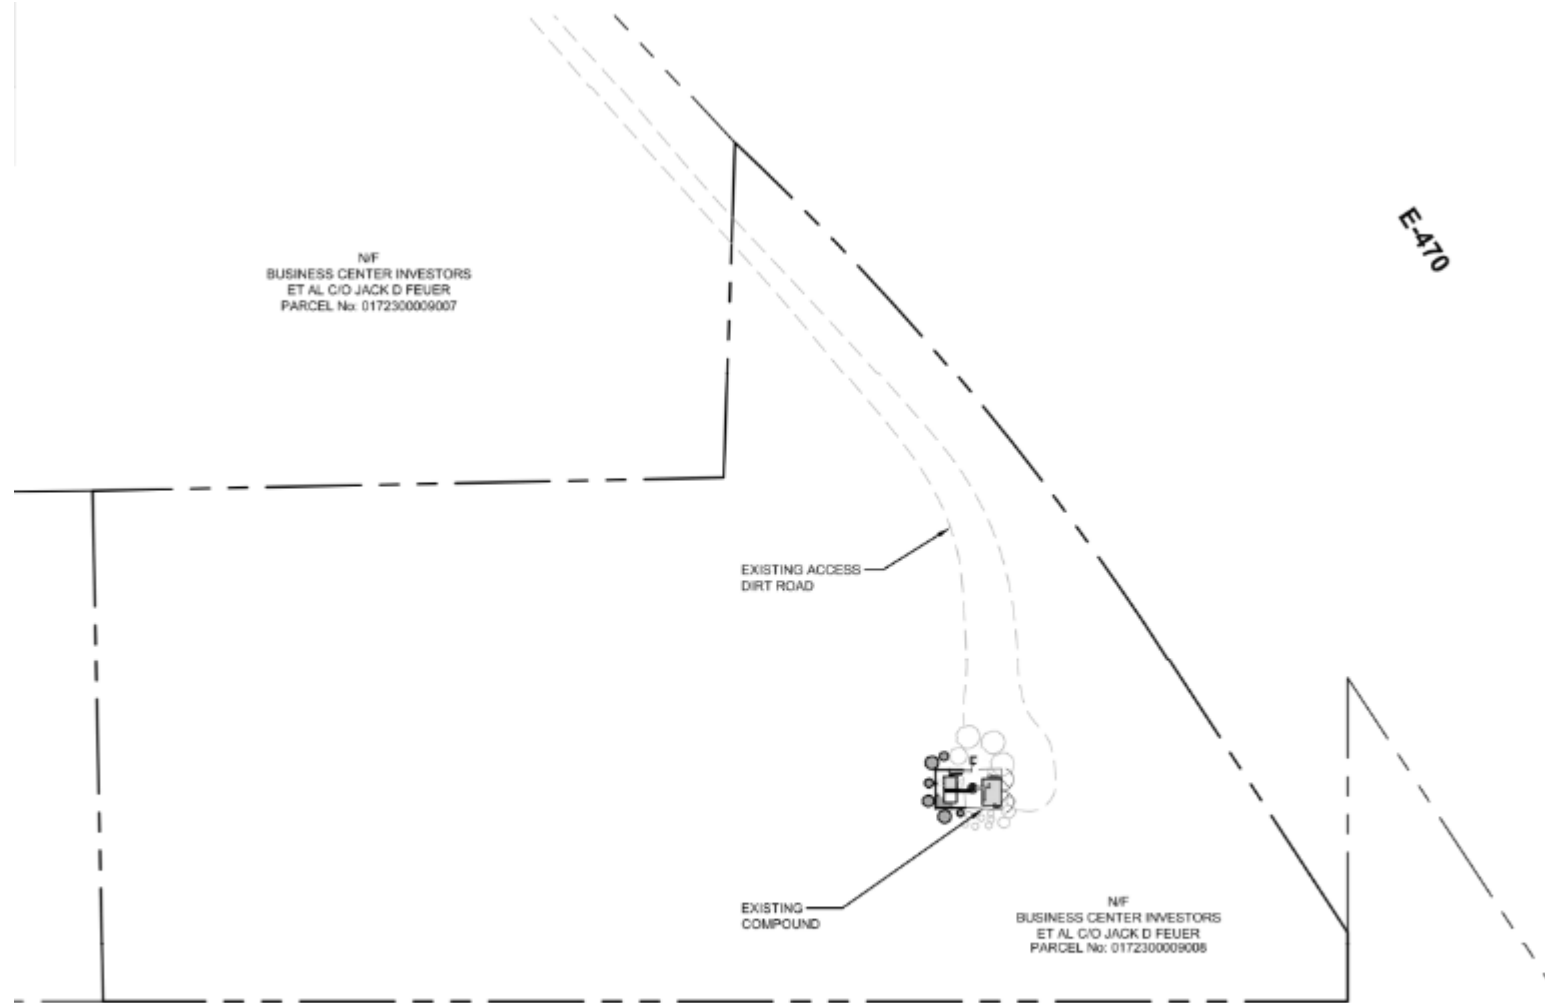 E-470
N/F
BUSINESS CENTER INVESTORS
ET AL C/O JACK D FEUER
PARCEL No: 0172300009007
EXISTING ACCESS
DIRT ROAD
EXISTING
COMPOUND
N/F
BUSINESS CENTER INVESTORS
ET AL C/O JACK D FEUER
PARCEL No: 0172300009008